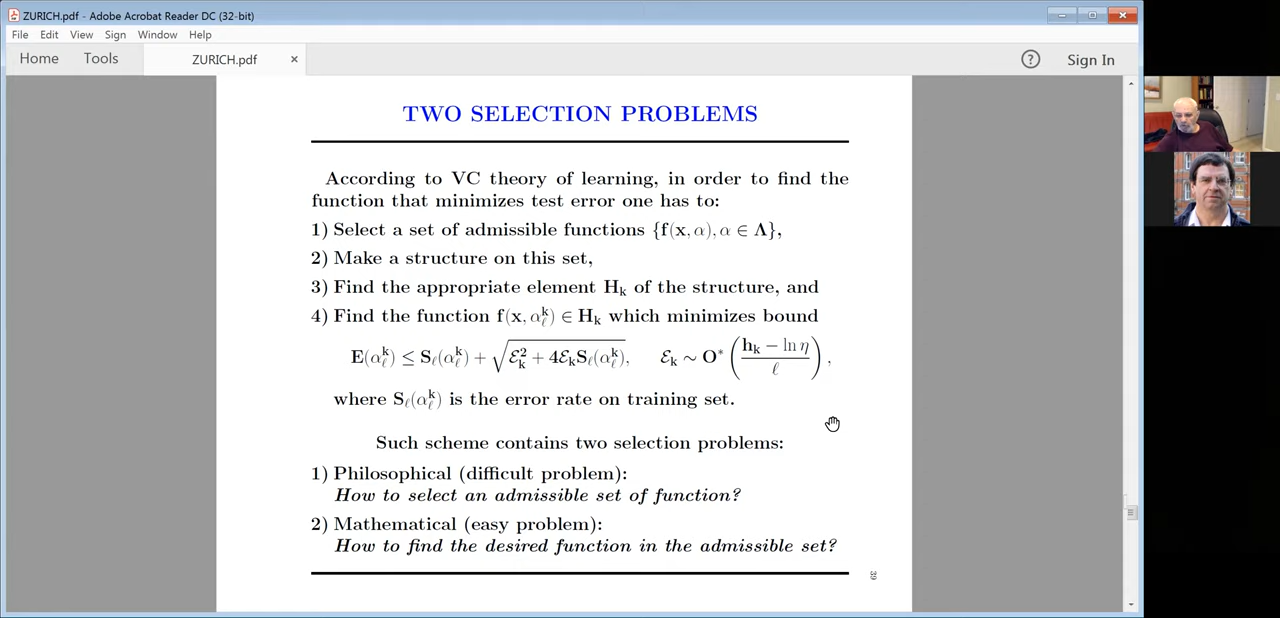 ZURICH.pdf - Adobe Acrobat Reader DC (32-bit)
File Edit View Sign Window Help
Home Tools ZURICH.pdf × ? Sign In
TWO SELECTION PROBLEMS
According to VC theory of learning, in order to find the
function that minimizes test error one has to:
1) Select a set of admissible functions {f(x, α), α ∈ Λ},
2) Make a structure on this set,
3) Find the appropriate element H_k of the structure, and
4) Find the function f(x, α_ℓ^k) ∈ H_k which minimizes bound
E(α_ℓ^k) ≤ S_ℓ(α_ℓ^k) + √(ℰ_k^2 + 4ℰ_k S_ℓ(α_ℓ^k)), ℰ_k ∼ O* ((h_k − ln η)/ℓ),
where S_ℓ(α_ℓ^k) is the error rate on training set.
Such scheme contains two selection problems:
1) Philosophical (difficult problem):
How to select an admissible set of function?
2) Mathematical (easy problem):
How to find the desired function in the admissible set?
39